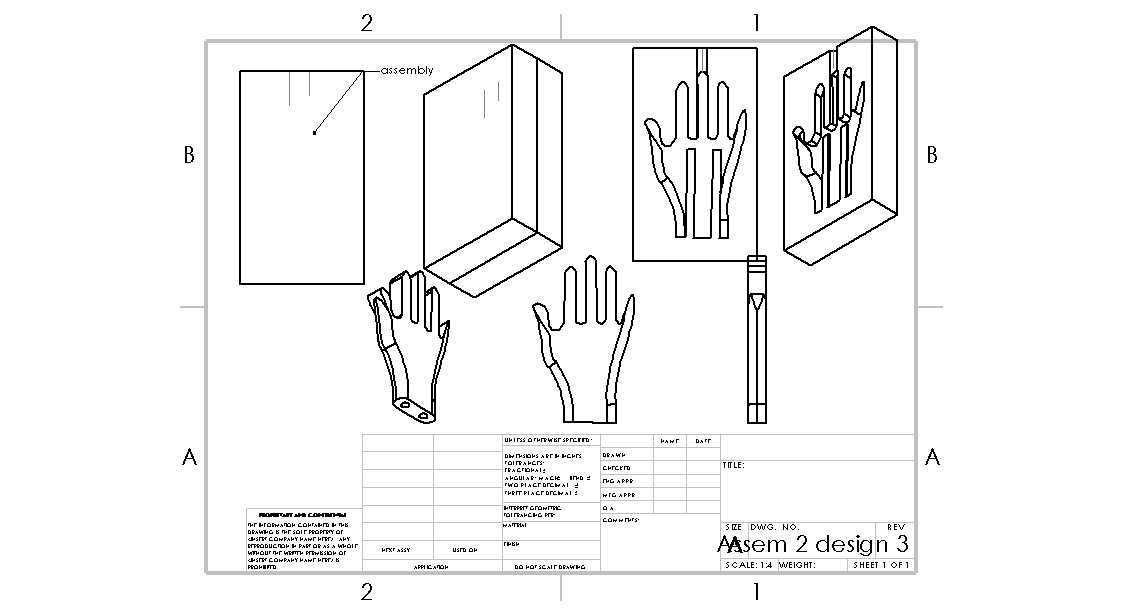 2
1
assembly
B
B
A
A
UNLESS OTHERWISE SPECIFIED:
NAME
DATE
DIMENSIONS ARE IN INCHES
TOLERANCES:
FRACTIONAL ±
ANGULAR: MACH ± BEND ±
TWO PLACE DECIMAL ±
THREE PLACE DECIMAL ±
DRAWN
CHECKED
ENG APPR.
MFG APPR.
Q.A.
COMMENTS:
TITLE:
INTERPRET GEOMETRIC
TOLERANCING PER:
MATERIAL
FINISH
PROPRIETARY AND CONFIDENTIAL
THE INFORMATION CONTAINED IN THIS
DRAWING IS THE SOLE PROPERTY OF
<INSERT COMPANY NAME HERE>. ANY
REPRODUCTION IN PART OR AS A WHOLE
WITHOUT THE WRITTEN PERMISSION OF
<INSERT COMPANY NAME HERE> IS
PROHIBITED.
NEXT ASSY
USED ON
APPLICATION
DO NOT SCALE DRAWING
SIZE
DWG. NO.
REV
A
Assem 2 design 3
SCALE: 1:4
WEIGHT:
SHEET 1 OF 1
2
1